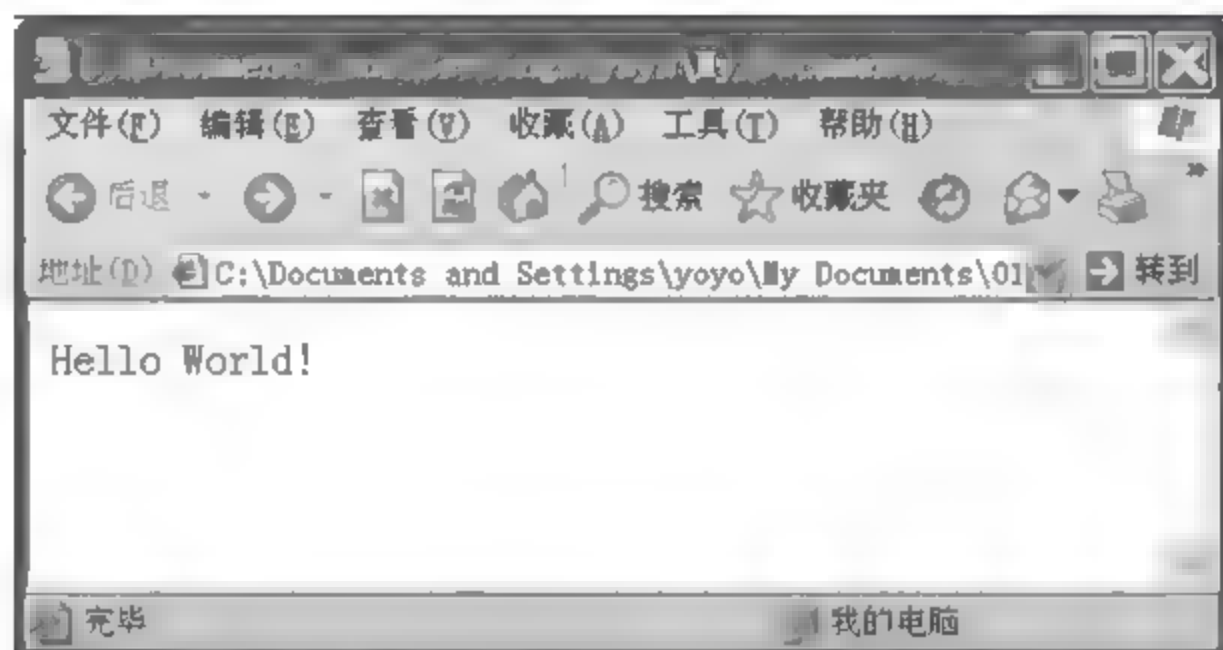 文件(F) 编辑(E) 查看(V) 收藏(A) 工具(T) 帮助(H)
后退 搜索 收藏夹
地址(D) C:\Documents and Settings\yoyo\My Documents\01 转到
Hello World!
完毕 我的电脑